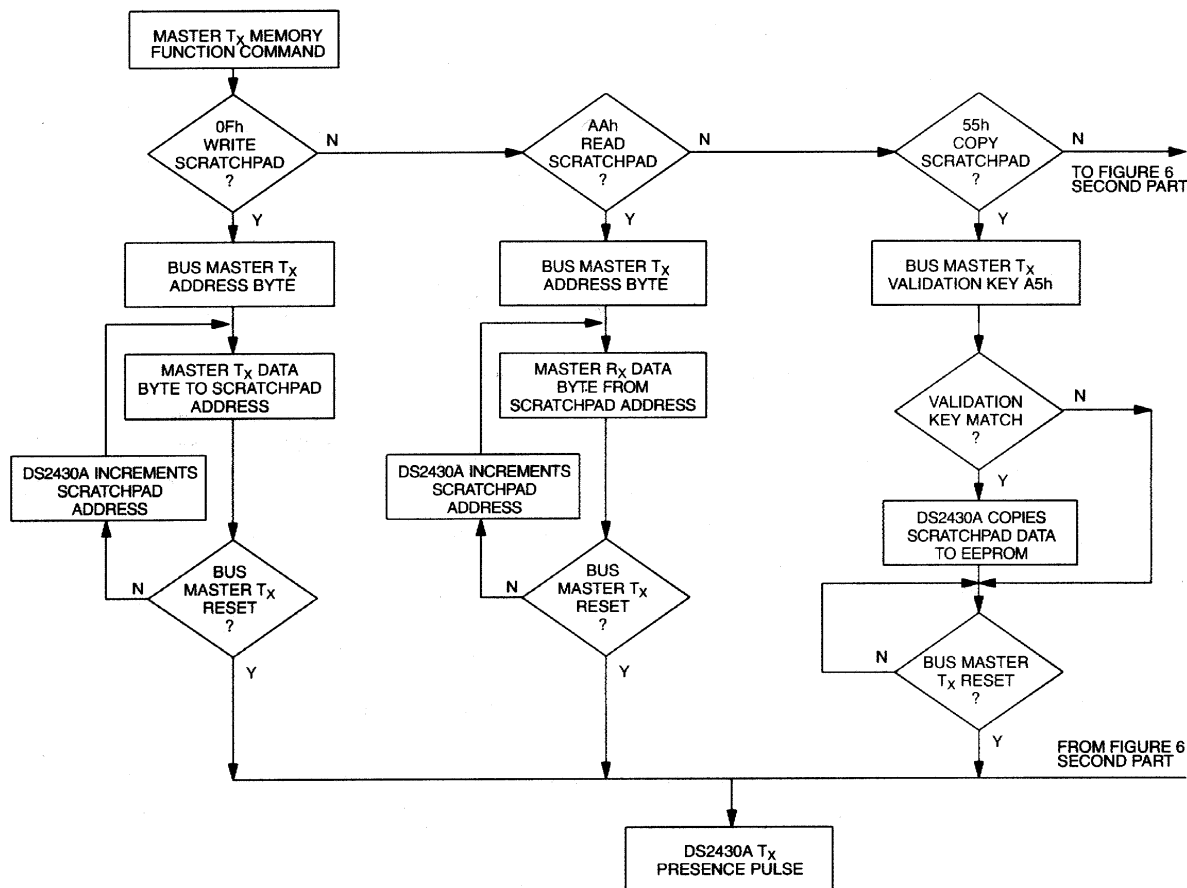 MASTER TX MEMORY
FUNCTION COMMAND
0Fh
WRITE
SCRATCHPAD
?
N
Y
AAh
READ
SCRATCHPAD
?
N
Y
55h
COPY
SCRATCHPAD
?
N
Y
TO FIGURE 6
SECOND PART
BUS MASTER TX
ADDRESS BYTE
BUS MASTER TX
ADDRESS BYTE
BUS MASTER TX
VALIDATION KEY A5h
MASTER TX DATA
BYTE TO SCRATCHPAD
ADDRESS
MASTER RX DATA
BYTE FROM
SCRATCHPAD ADDRESS
VALIDATION
KEY MATCH
?
N
Y
DS2430A INCREMENTS
SCRATCHPAD
ADDRESS
DS2430A INCREMENTS
SCRATCHPAD
ADDRESS
DS2430A COPIES
SCRATCHPAD DATA
TO EEPROM
BUS
MASTER TX
RESET
?
N
Y
BUS
MASTER TX
RESET
?
N
Y
BUS MASTER
TX RESET
?
N
Y
FROM FIGURE 6
SECOND PART
DS2430A TX
PRESENCE PULSE